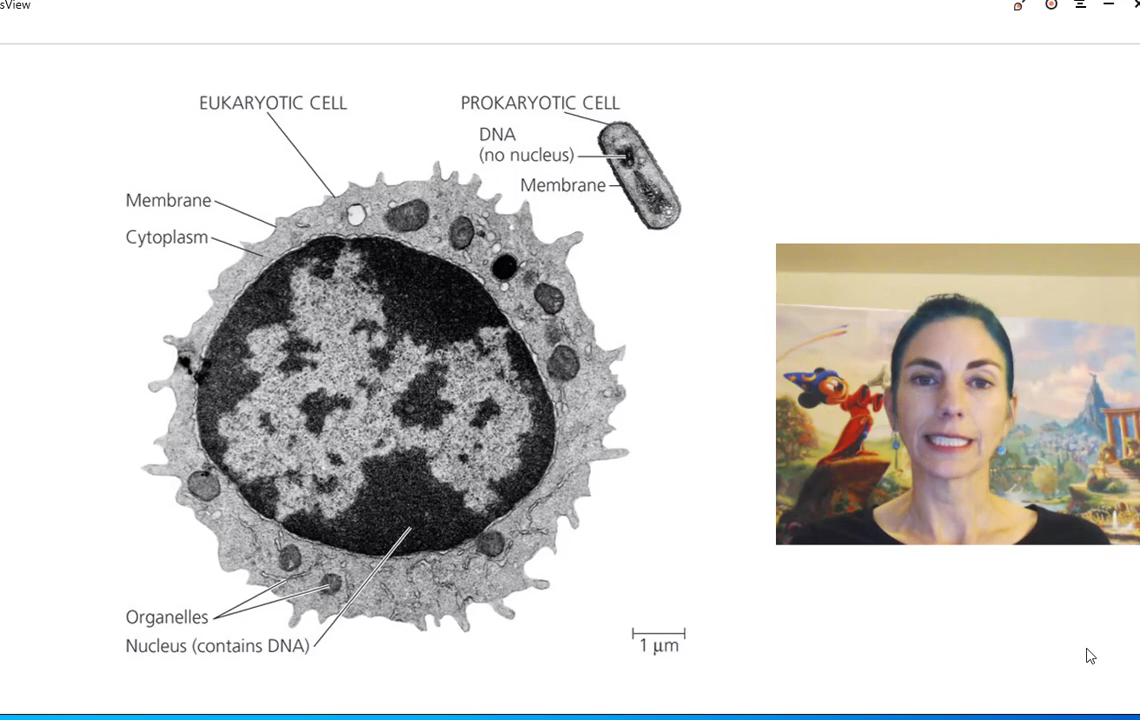 sView
EUKARYOTIC CELL
PROKARYOTIC CELL
DNA
(no nucleus)
Membrane
Membrane
Cytoplasm
Organelles
Nucleus (contains DNA)
1 μm